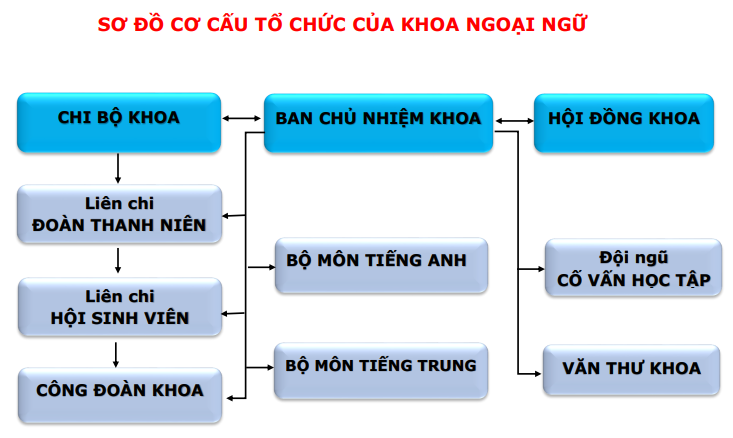 SƠ ĐỒ CƠ CẤU TỔ CHỨC CỦA KHOA NGOẠI NGỮ
CHI BỘ KHOA
BAN CHỦ NHIỆM KHOA
HỘI ĐỒNG KHOA
Liên chi
ĐOÀN THANH NIÊN
BỘ MÔN TIẾNG ANH
Đội ngũ
CỐ VẤN HỌC TẬP
Liên chi
HỘI SINH VIÊN
BỘ MÔN TIẾNG TRUNG
VĂN THƯ KHOA
CÔNG ĐOÀN KHOA